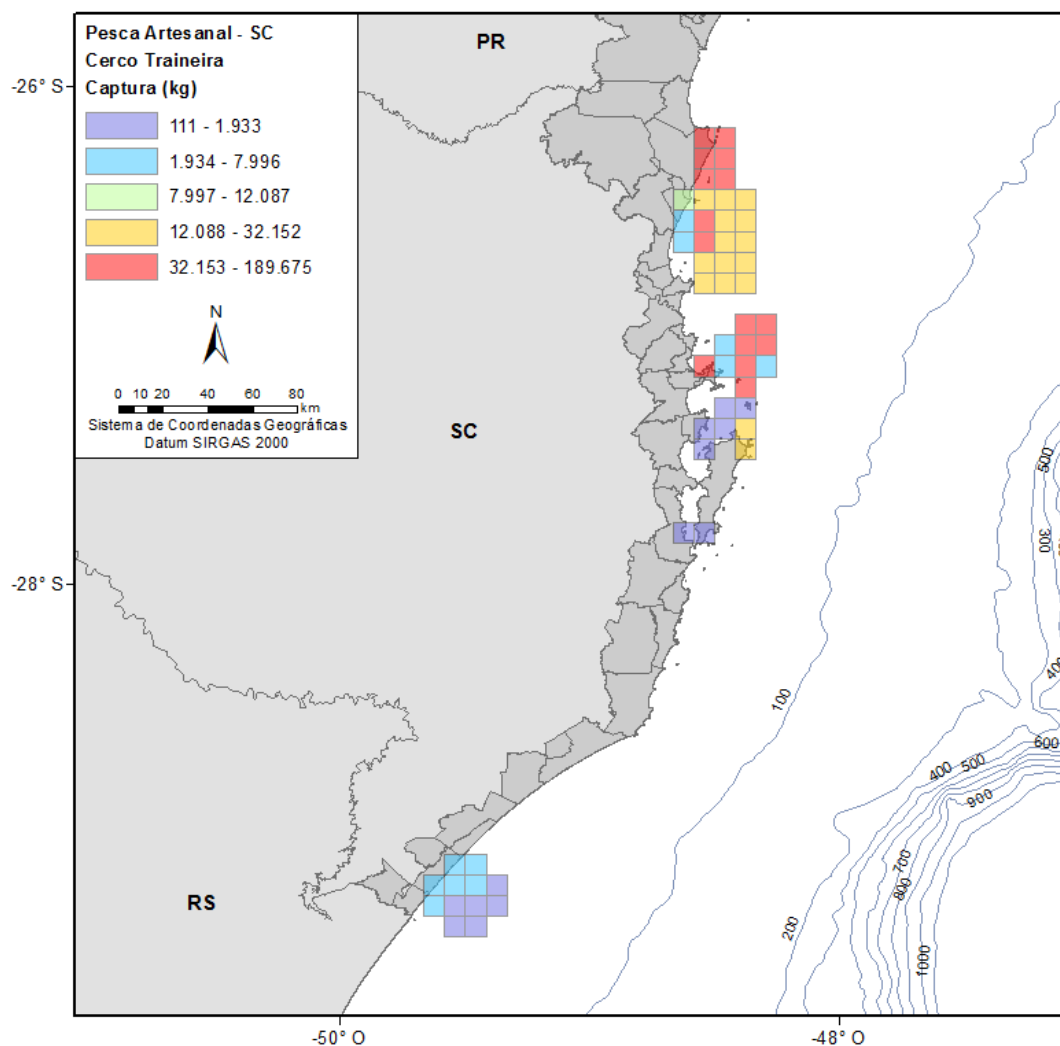 Pesca Artesanal - SC
Cerco Traineira
Captura (kg)
111 - 1.933
1.934 - 7.996
7.997 - 12.087
12.088 - 32.152
32.153 - 189.675
N
0 10 20 40 60 80
km
Sistema de Coordenadas Geográficas
Datum SIRGAS 2000
PR
SC
RS
-26° S
-28° S
-50° O
-48° O
500
300
400
100
600
400
500
900
700
800
200
1000